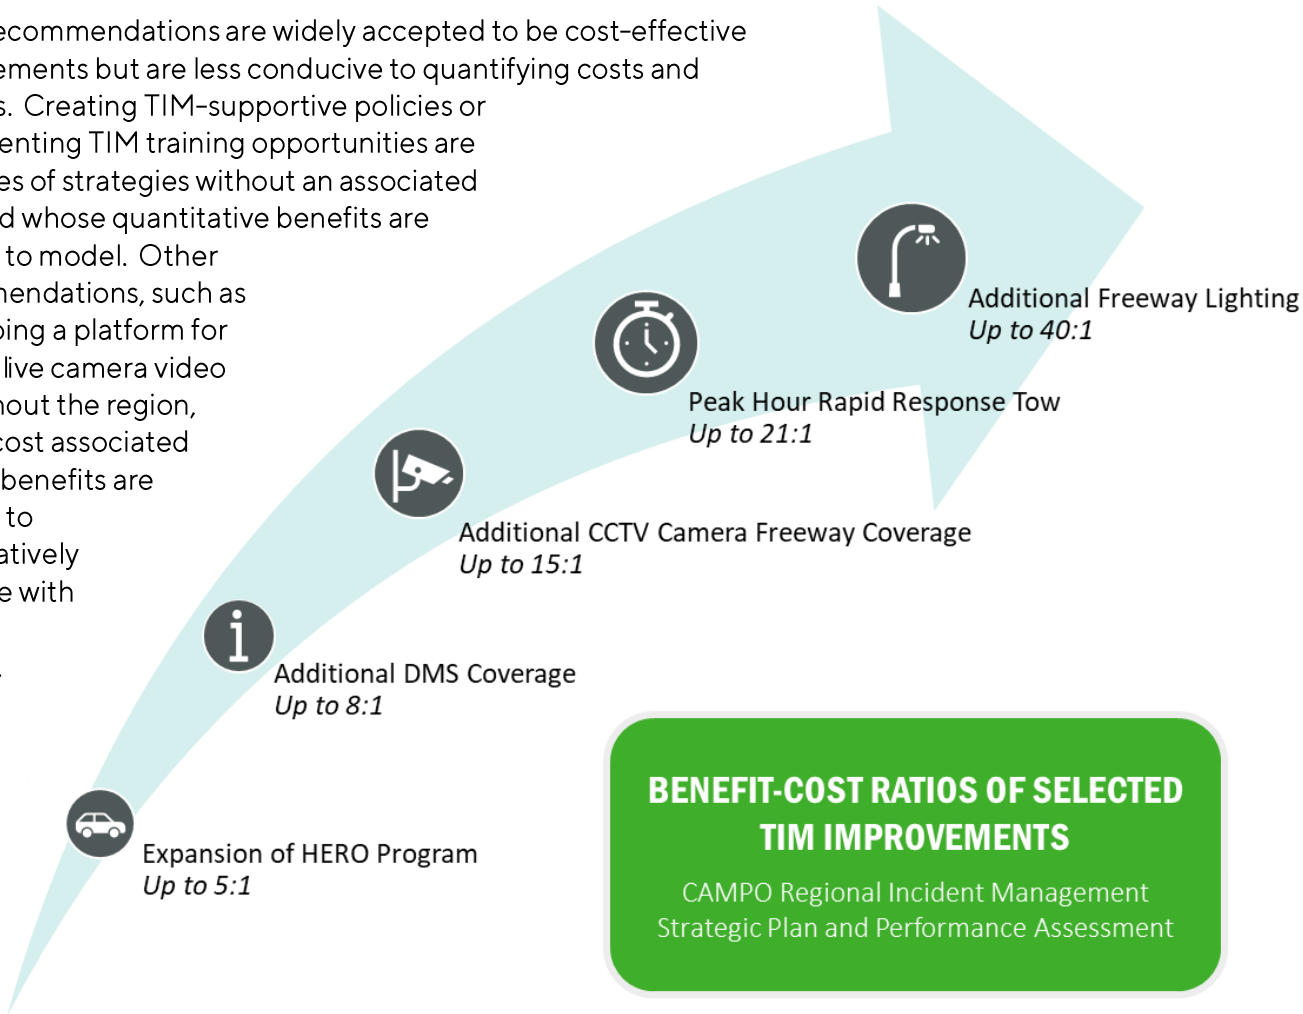 ecommendations are widely accepted to be cost-effective
ements but are less conducive to quantifying costs and
s. Creating TIM-supportive policies or
enting TIM training opportunities are
es of strategies without an associated
d whose quantitative benefits are
to model. Other
nendations, such as
ping a platform for
live camera video
hout the region,
cost associated
benefits are
to
atively
e with
.
Additional Freeway Lighting
Up to 40:1
Peak Hour Rapid Response Tow
Up to 21:1
Additional CCTV Camera Freeway Coverage
Up to 15:1
Additional DMS Coverage
Up to 8:1
Expansion of HERO Program
Up to 5:1
BENEFIT-COST RATIOS OF SELECTED
TIM IMPROVEMENTS
CAMPO Regional Incident Management
Strategic Plan and Performance Assessment